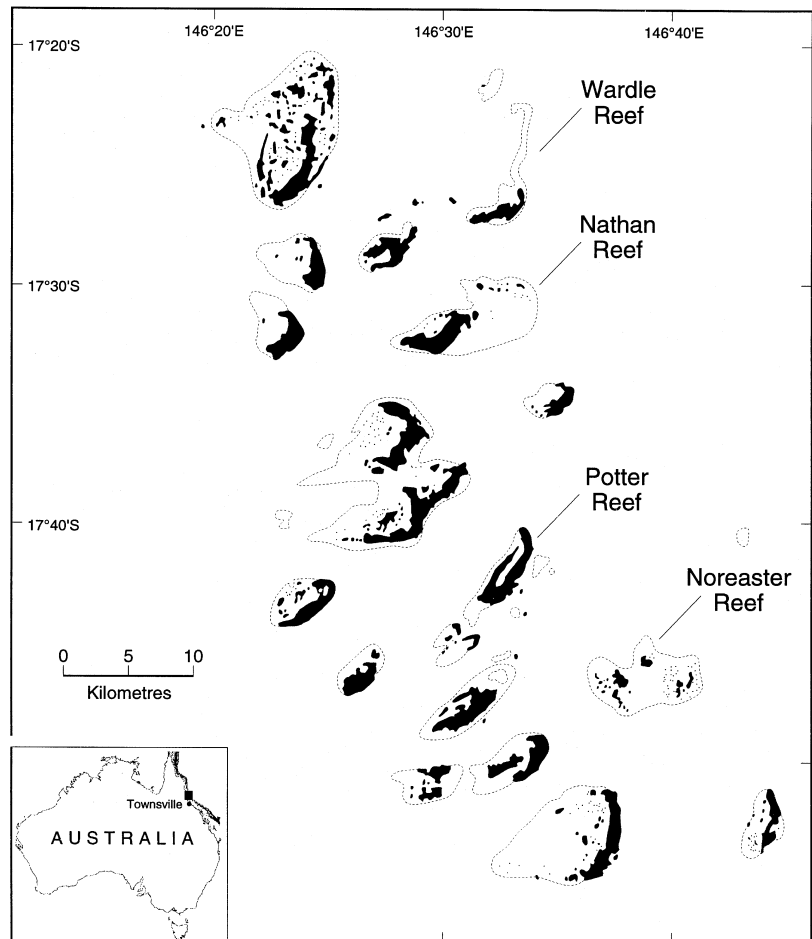 146°20'E 146°30'E 146°40'E
17°20'S
Wardle
Reef
Nathan
Reef
17°30'S
Potter
Reef
17°40'S
Noreaster
Reef
0 5 10
Kilometres
Townsville
AUSTRALIA